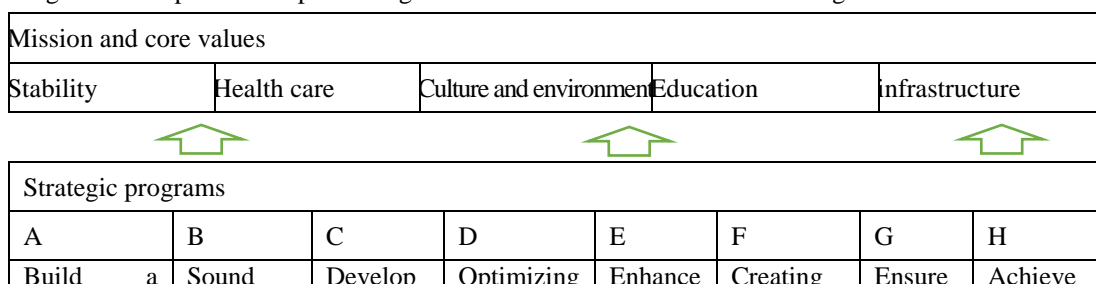 Mission and core values
Stability Health care Culture and environment Education infrastructure
Strategic programs
A B C D E F G H
Build a Sound Develop Optimizing Enhance Creating Ensure Achieve